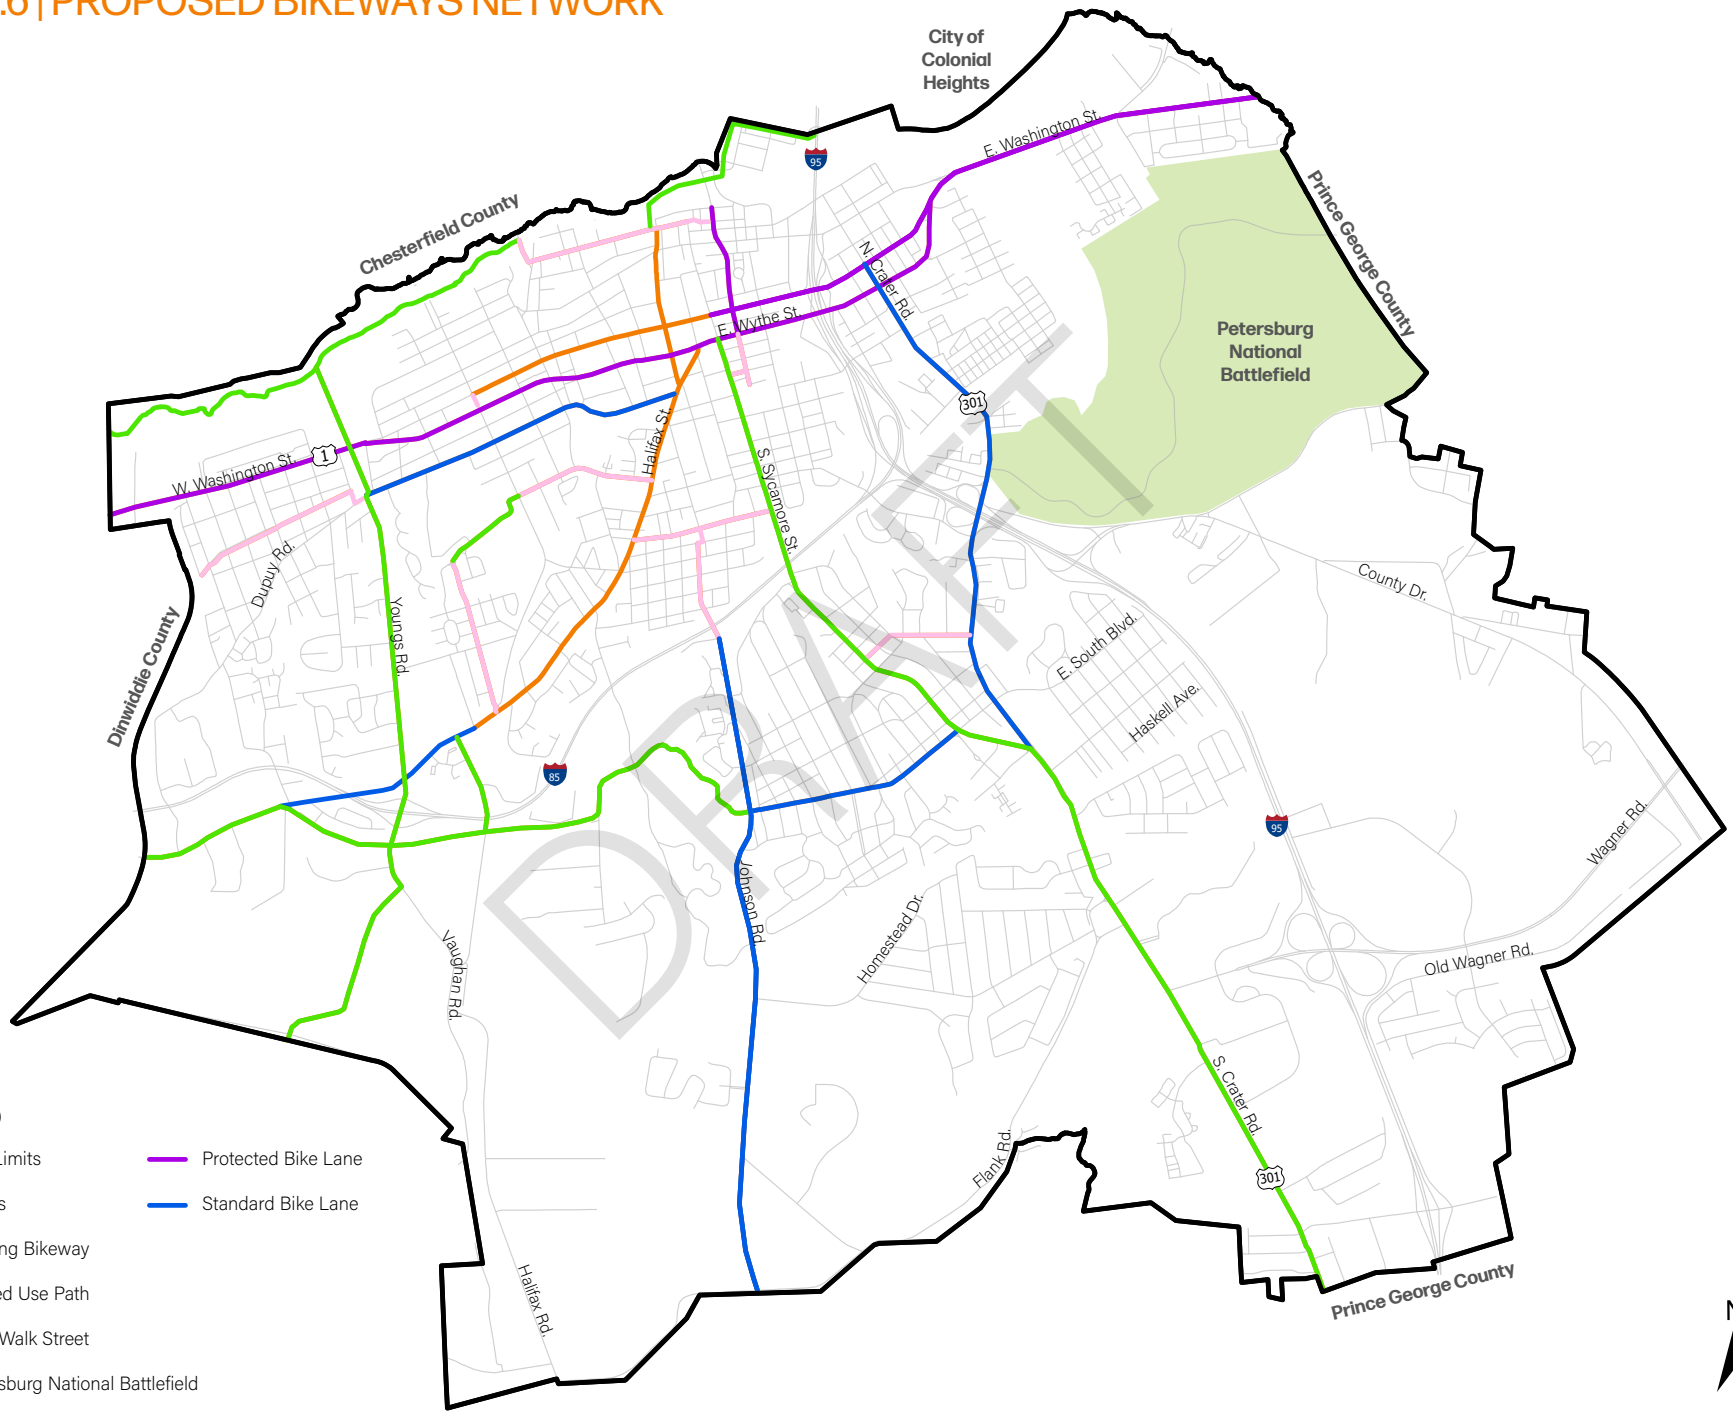 .6 | PROPOSED BIKEWAYS NETWORK
City of
Colonial
Heights
95
E. Washington St.
Chesterfield County
Prince George County
N. Crater Rd.
E. Wythe St.
Petersburg
National
Battlefield
301
Halifax St.
1
W. Washington St.
S. Sycamore St.
Dupuy Rd.
County Dr.
Youngs Rd.
E. South Blvd.
Dinwiddie County
Haskell Ave.
85
95
Wagner Rd.
Johnson Rd.
Homestead Dr.
Vaughan Rd.
Old Wagner Rd.
S. Crater Rd.
Flank Rd.
301
Halifax Rd.
Prince George County
DRAFT
Limits
Protected Bike Lane
s
Standard Bike Lane
ng Bikeway
ed Use Path
Walk Street
sburg National Battlefield
N